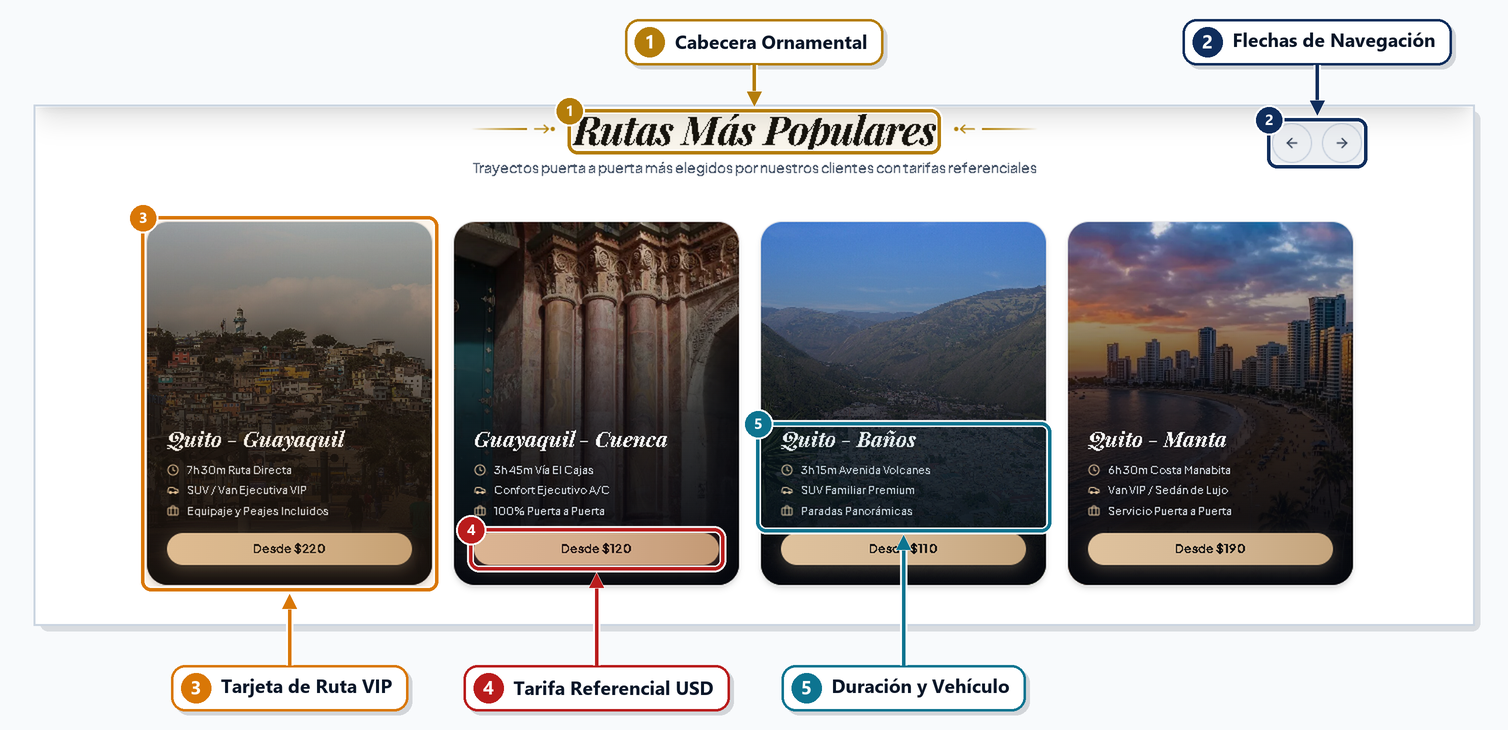 1 Cabecera Ornamental
2 Flechas de Navegación
1
Rutas Más Populares
2
Trayectos puerta a puerta más elegidos por nuestros clientes con tarifas referenciales
3
Quito - Guayaquil
7h30m Ruta Directa
SUV / Van Ejecutiva VIP
Equipaje y Peajes Incluidos
Desde $220
Guayaquil - Cuenca
3h45m Vía El Cajas
Confort Ejecutivo A/C
100% Puerta a Puerta
4
Desde $120
5
Quito - Baños
3h15m Avenida Volcanes
SUV Familiar Premium
Paradas Panorámicas
Desde $110
Quito - Manta
6h30m Costa Manabita
Van VIP / Sedán de Lujo
Servicio Puerta a Puerta
Desde $190
3 Tarjeta de Ruta VIP
4 Tarifa Referencial USD
5 Duración y Vehículo